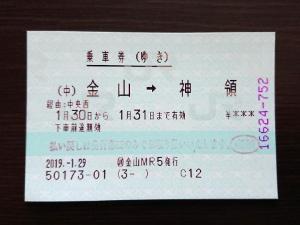 乗車券(ゆき)
(中) 金山 → 神領
経由:中央西
1月30日から 1月31日まで有効 ¥***
下車前途無効
2019.-1.29 金山MR5発行
50173-01 (3- ) C12
16624-752